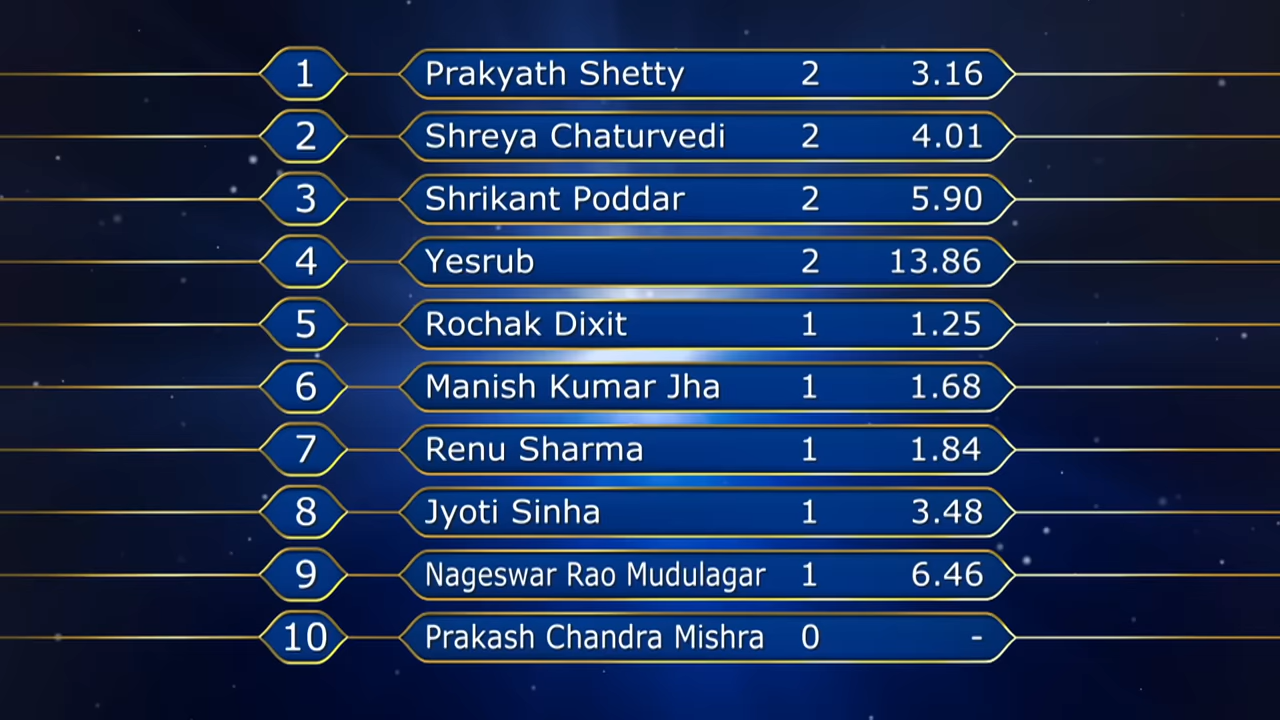 1 Prakyath Shetty 2 3.16
2 Shreya Chaturvedi 2 4.01
3 Shrikant Poddar 2 5.90
4 Yesrub 2 13.86
5 Rochak Dixit 1 1.25
6 Manish Kumar Jha 1 1.68
7 Renu Sharma 1 1.84
8 Jyoti Sinha 1 3.48
9 Nageswar Rao Mudulagar 1 6.46
10 Prakash Chandra Mishra 0 -